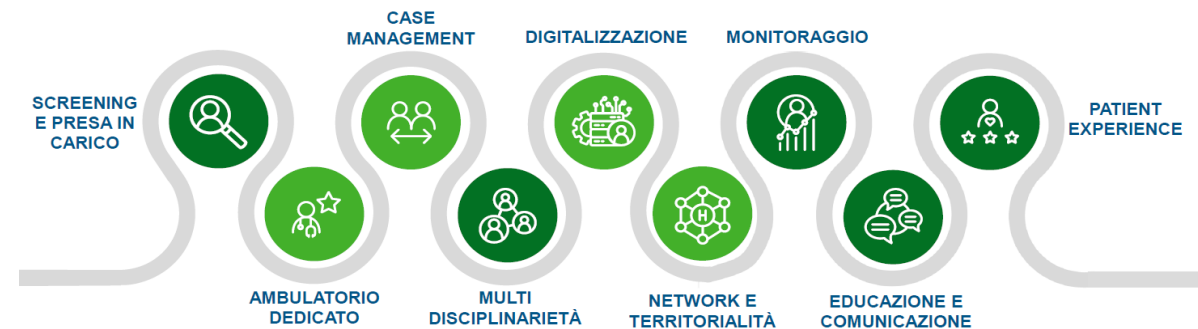 SCREENING
E PRESA IN
CARICO
AMBULATORIO
DEDICATO
CASE
MANAGEMENT
MULTI
DISCIPLINARIETÀ
DIGITALIZZAZIONE
NETWORK E
TERRITORIALITÀ
H
MONITORAGGIO
EDUCAZIONE E
COMUNICAZIONE
PATIENT
EXPERIENCE